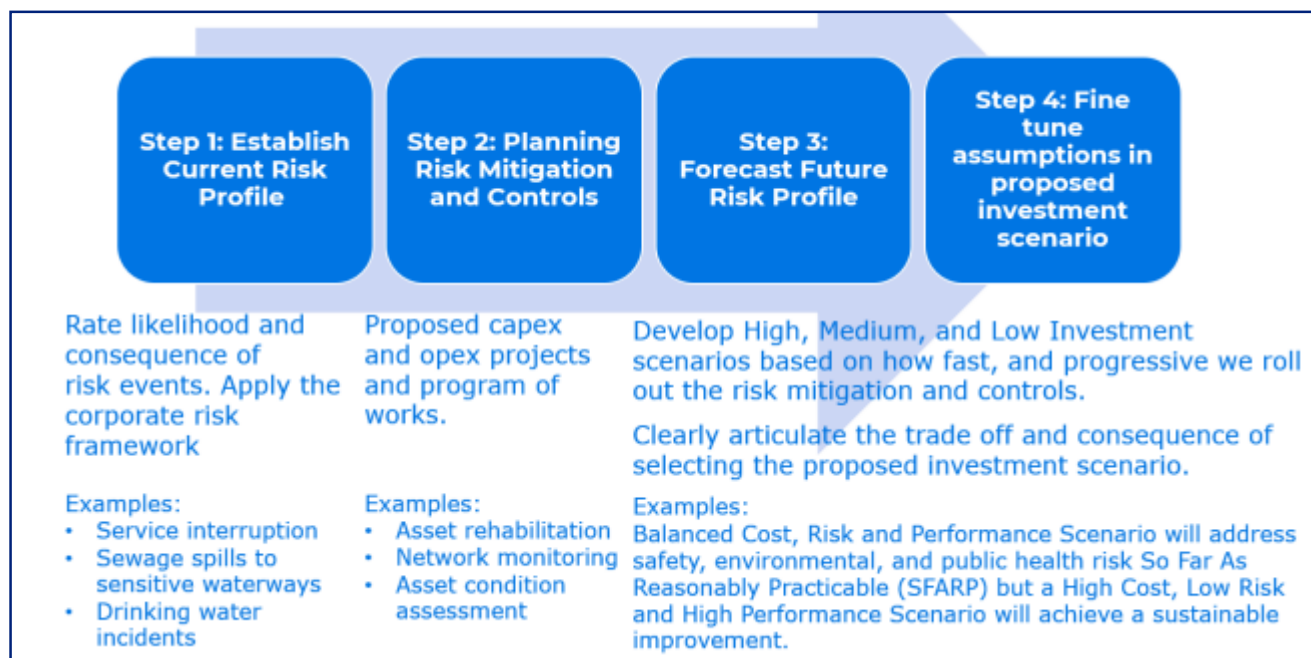 Step 1: Establish
Current Risk
Profile
Step 2: Planning
Risk Mitigation
and Controls
Step 3:
Forecast Future
Risk Profile
Step 4: Fine
tune
assumptions in
proposed
investment
scenario
Rate likelihood and
consequence of
risk events. Apply the
corporate risk
framework
Examples:
• Service interruption
• Sewage spills to
sensitive waterways
• Drinking water
incidents
Proposed capex
and opex projects
and program of
works.
Examples:
• Asset rehabilitation
• Network monitoring
• Asset condition
assessment
Develop High, Medium, and Low Investment
scenarios based on how fast, and progressive we roll
out the risk mitigation and controls.
Clearly articulate the trade off and consequence of
selecting the proposed investment scenario.
Examples:
Balanced Cost, Risk and Performance Scenario will address
safety, environmental, and public health risk So Far As
Reasonably Practicable (SFARP) but a High Cost, Low Risk
and High Performance Scenario will achieve a sustainable
improvement.